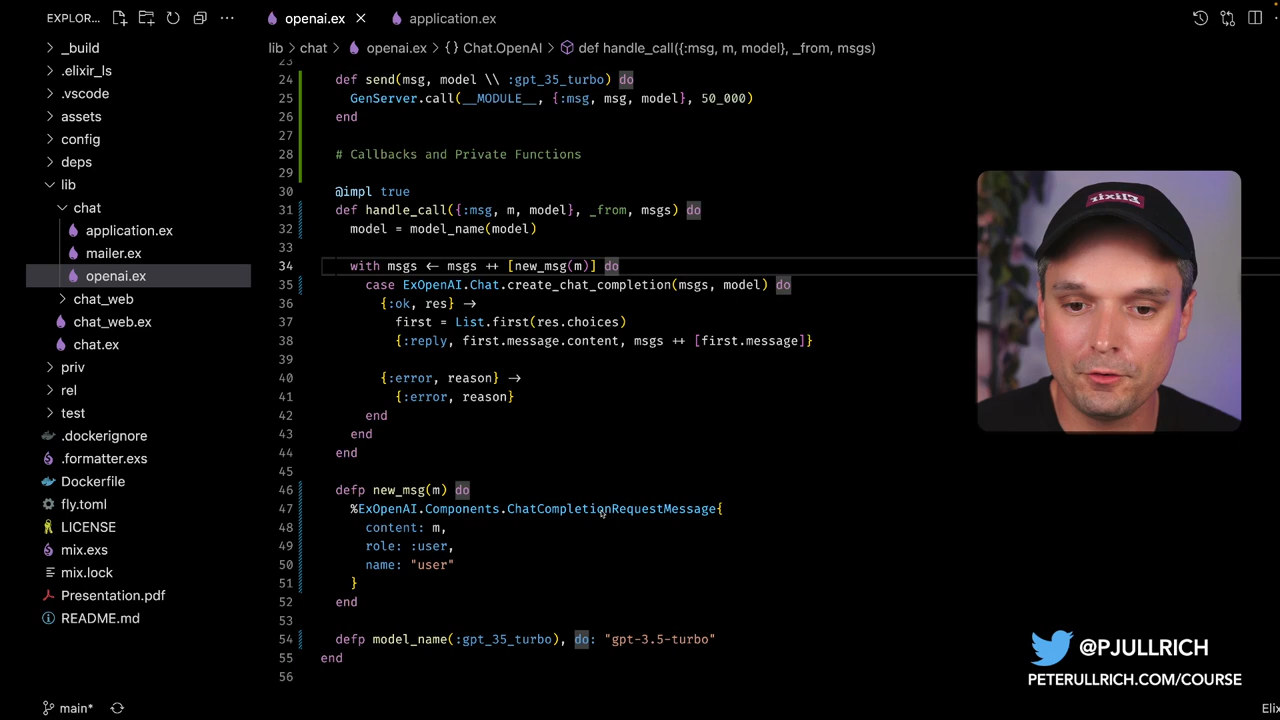 EXPLOR...
openai.ex
application.ex
_build
.elixir_ls
.vscode
assets
config
deps
lib
chat
application.ex
mailer.ex
openai.ex
chat_web
chat_web.ex
chat.ex
priv
rel
test
.dockerignore
.formatter.exs
Dockerfile
fly.toml
LICENSE
mix.exs
mix.lock
Presentation.pdf
README.md
main*
lib > chat > openai.ex > {} Chat.OpenAI > def handle_call({:msg, m, model}, _from, msgs)
23
24 def send(msg, model \\ :gpt_35_turbo) do
25 GenServer.call(__MODULE__, {:msg, msg, model}, 50_000)
26 end
27
28 # Callbacks and Private Functions
29
30 @impl true
31 def handle_call({:msg, m, model}, _from, msgs) do
32 model = model_name(model)
33
34 with msgs <- msgs ++ [new_msg(m)] do
35 case ExOpenAI.Chat.create_chat_completion(msgs, model) do
36 {:ok, res} ->
37 first = List.first(res.choices)
38 {:reply, first.message.content, msgs ++ [first.message]}
39
40 {:error, reason} ->
41 {:error, reason}
42 end
43 end
44 end
45
46 defp new_msg(m) do
47 %ExOpenAI.Components.ChatCompletionRequestMessage{
48 content: m,
49 role: :user,
50 name: "user"
51 }
52 end
53
54 defp model_name(:gpt_35_turbo), do: "gpt-3.5-turbo"
55 end
56
elixir
@PJULLRICH
PETERULLRICH.COM/COURSE
Elix